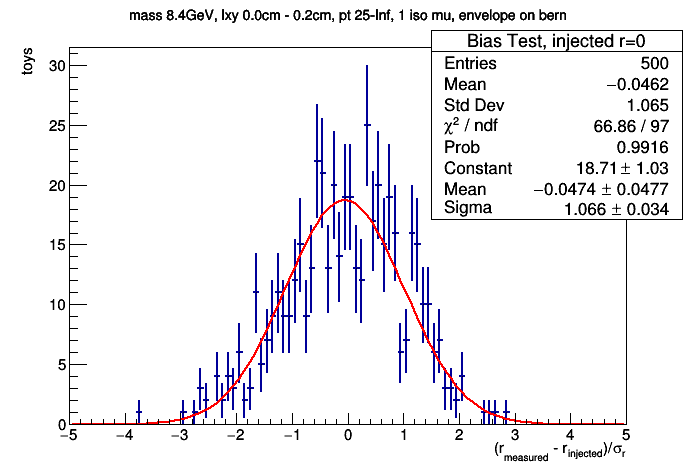 mass 8.4GeV, lxy 0.0cm - 0.2cm, pt 25-Inf, 1 iso mu, envelope on bern
Bias Test, injected r=0
Entries 500
Mean −0.0462
Std Dev 1.065
χ² / ndf 66.86 / 97
Prob 0.9916
Constant 18.71 ± 1.03
Mean −0.0474 ± 0.0477
Sigma 1.066 ± 0.034
toys
30
25
20
15
10
5
0
−5 −4 −3 −2 −1 0 1 2 3 4 5
(r_measured - r_injected)/σ_r